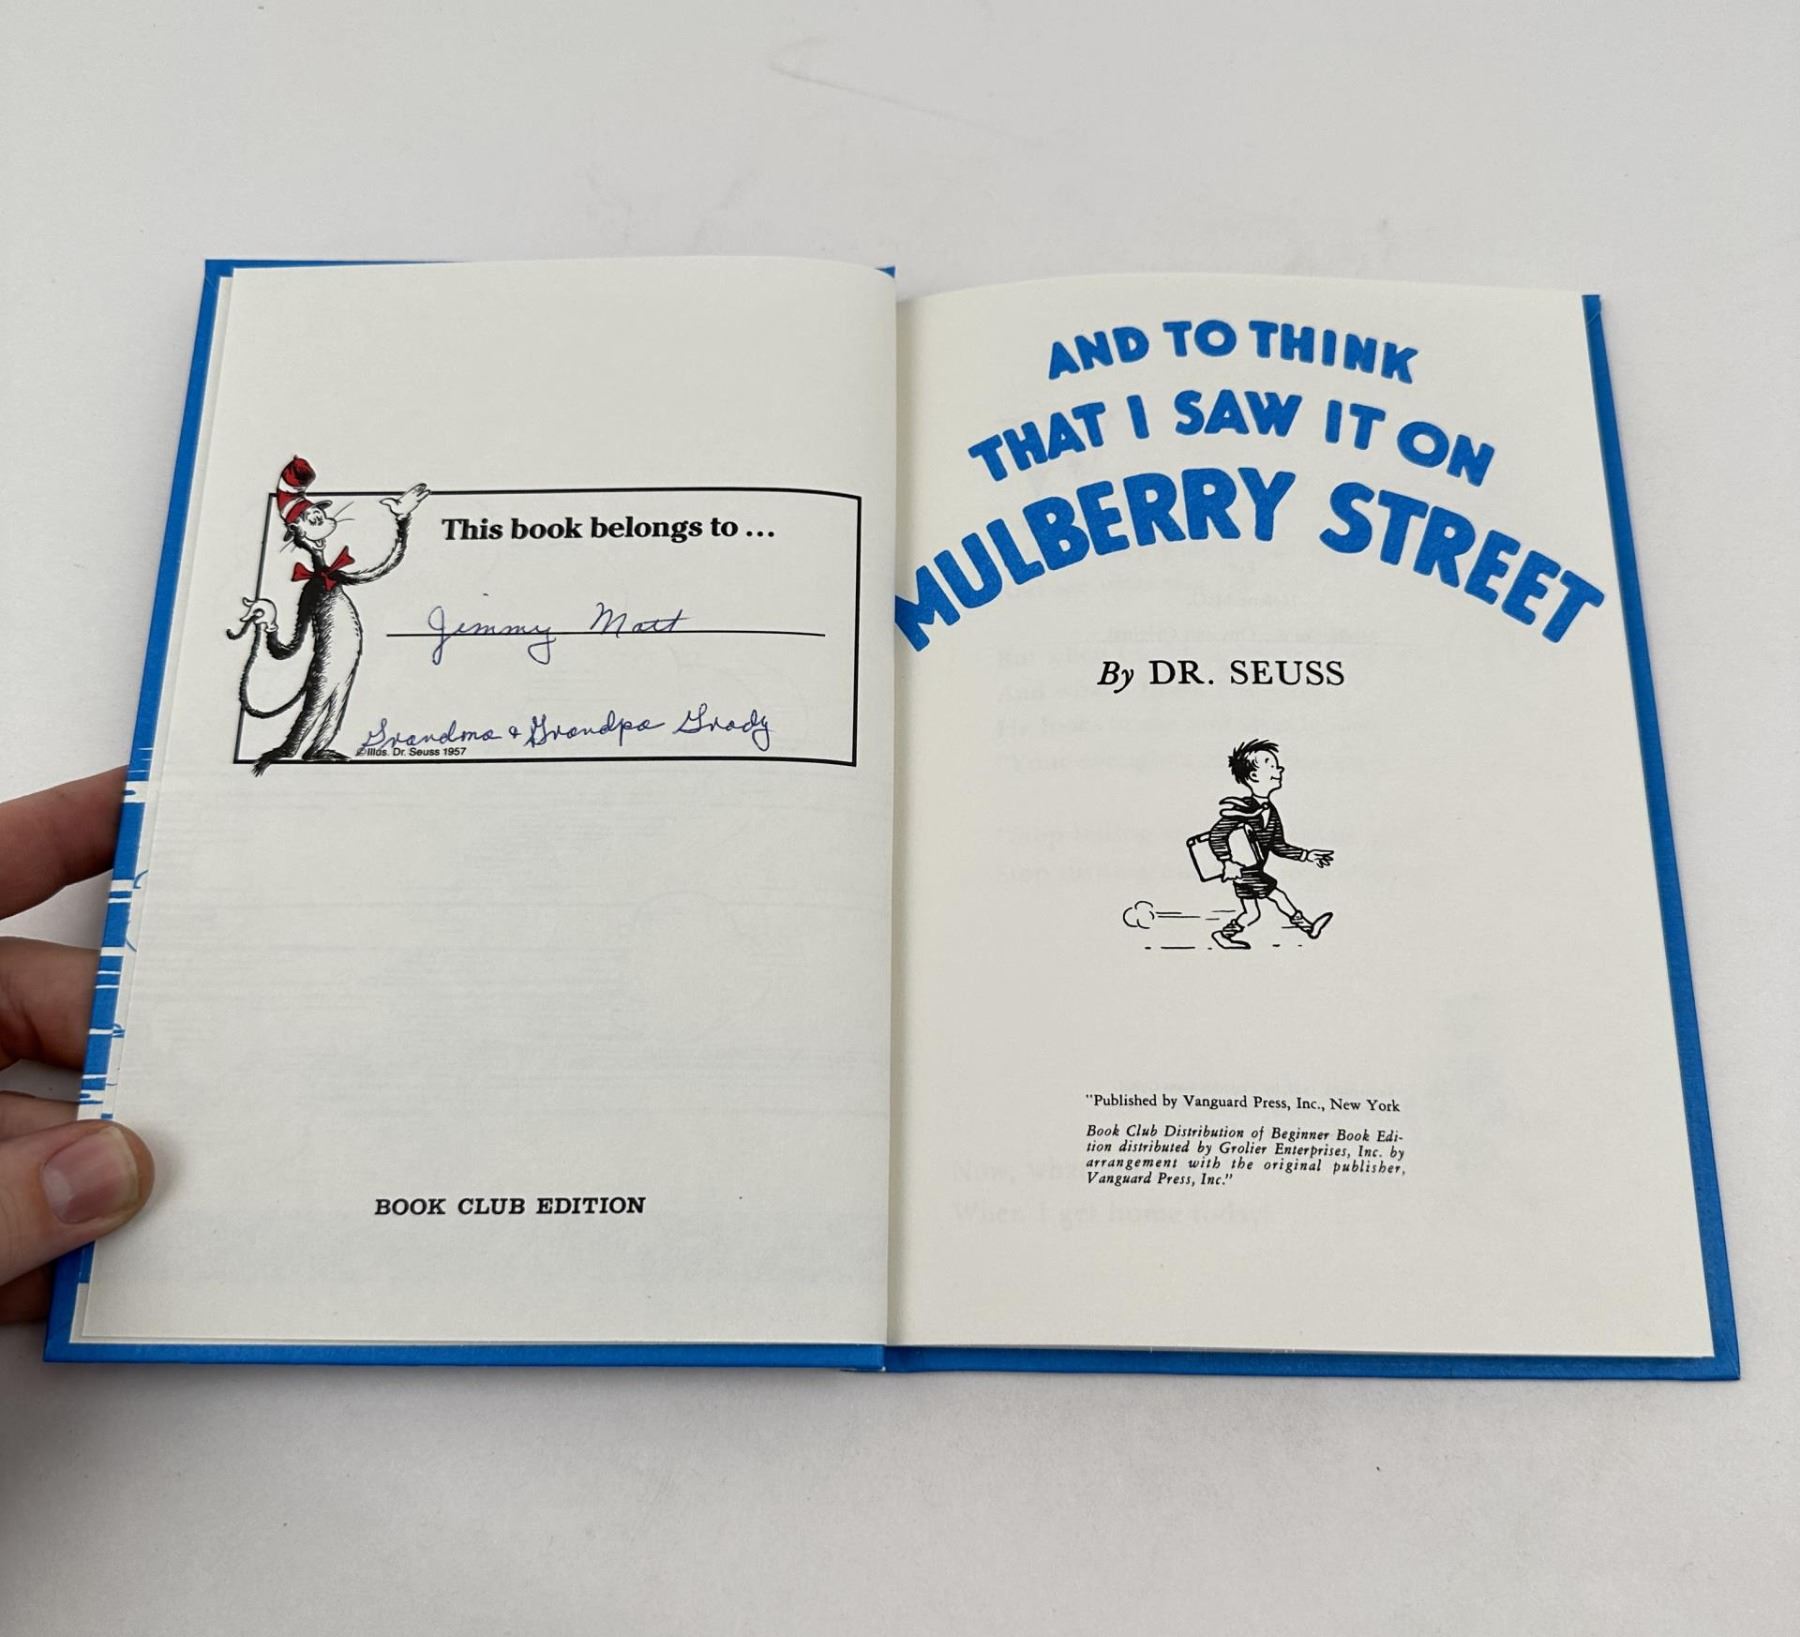 This book belongs to ...
Jimmy Matt
Grandma & Grandpa Grady
©Illus. Dr. Seuss 1957
BOOK CLUB EDITION
AND TO THINK
THAT I SAW IT ON
MULBERRY STREET
By DR. SEUSS
"Published by Vanguard Press, Inc., New York
Book Club Distribution of Beginner Book Edi-
tion distributed by Grolier Enterprises, Inc. by
arrangement with the original publisher,
Vanguard Press, Inc."